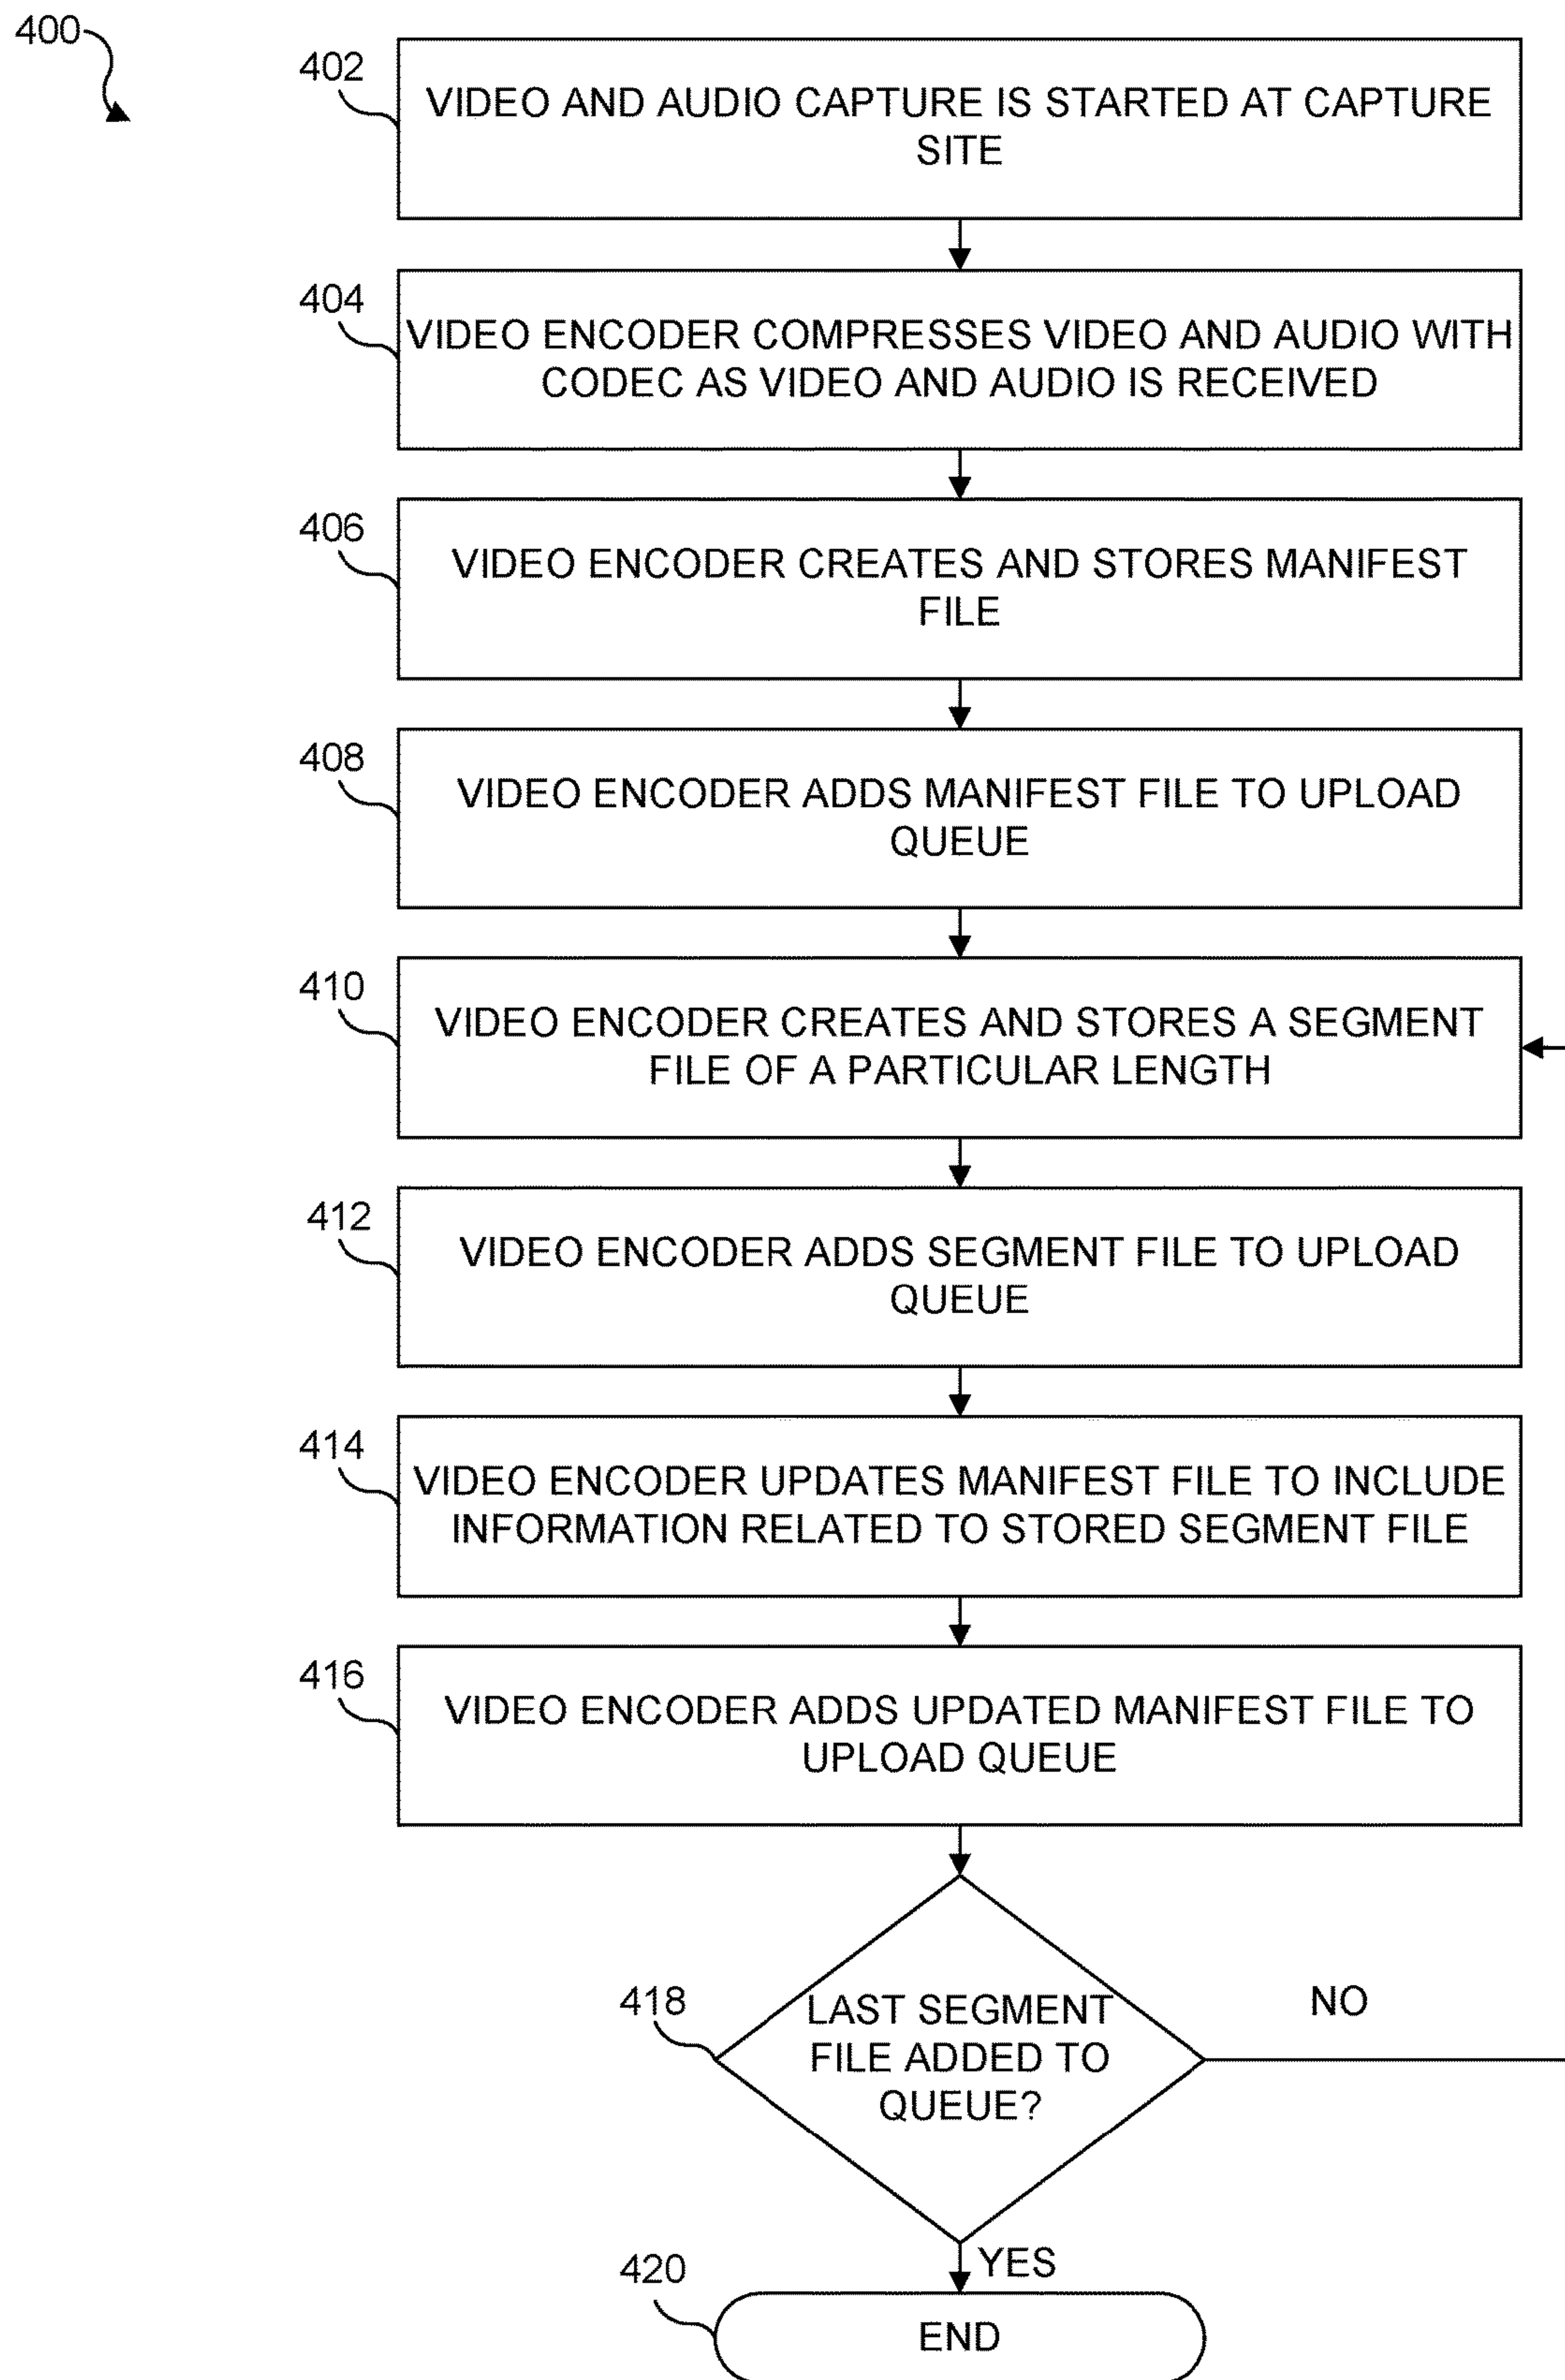 400
402
VIDEO AND AUDIO CAPTURE IS STARTED AT CAPTURE
SITE
404
VIDEO ENCODER COMPRESSES VIDEO AND AUDIO WITH
CODEC AS VIDEO AND AUDIO IS RECEIVED
406
VIDEO ENCODER CREATES AND STORES MANIFEST
FILE
408
VIDEO ENCODER ADDS MANIFEST FILE TO UPLOAD
QUEUE
410
VIDEO ENCODER CREATES AND STORES A SEGMENT
FILE OF A PARTICULAR LENGTH
412
VIDEO ENCODER ADDS SEGMENT FILE TO UPLOAD
QUEUE
414
VIDEO ENCODER UPDATES MANIFEST FILE TO INCLUDE
INFORMATION RELATED TO STORED SEGMENT FILE
416
VIDEO ENCODER ADDS UPDATED MANIFEST FILE TO
UPLOAD QUEUE
418
LAST SEGMENT
FILE ADDED TO
QUEUE?
NO
YES
420
END